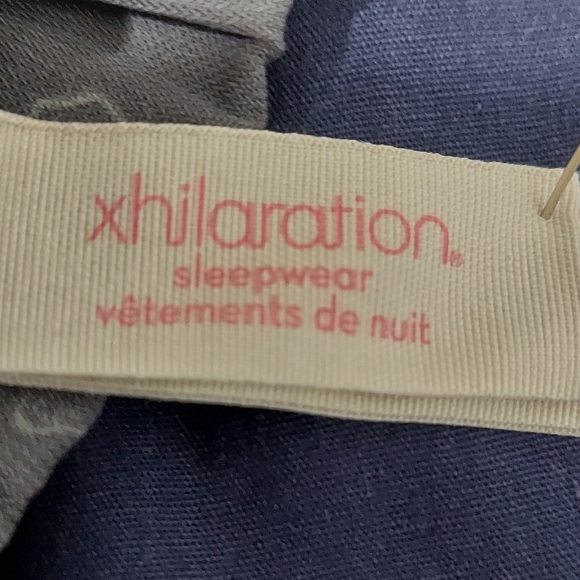 xhilaration®
sleepwear
vêtements de nuit